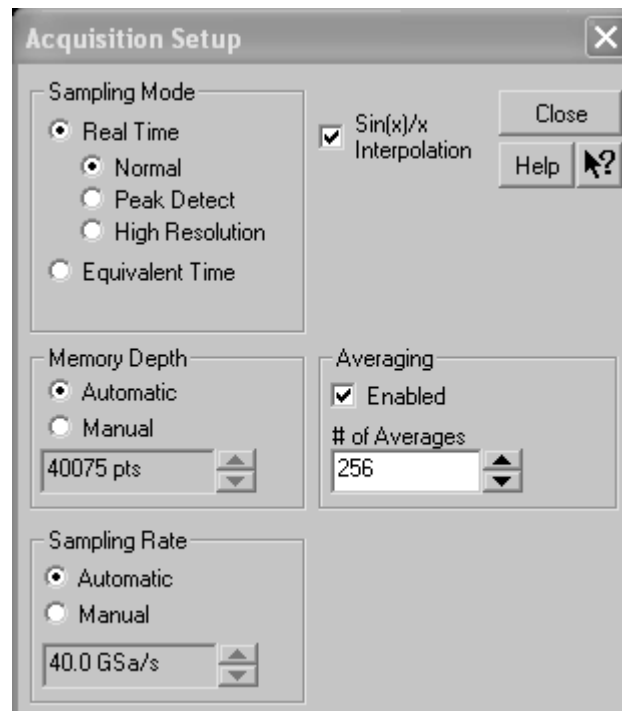 Acquisition Setup
Sampling Mode
Real Time
Normal
Peak Detect
High Resolution
Equivalent Time
Sin(x)/x
Interpolation
Close
Help
?
Memory Depth
Automatic
Manual
40075 pts
Averaging
Enabled
# of Averages
256
Sampling Rate
Automatic
Manual
40.0 GSa/s